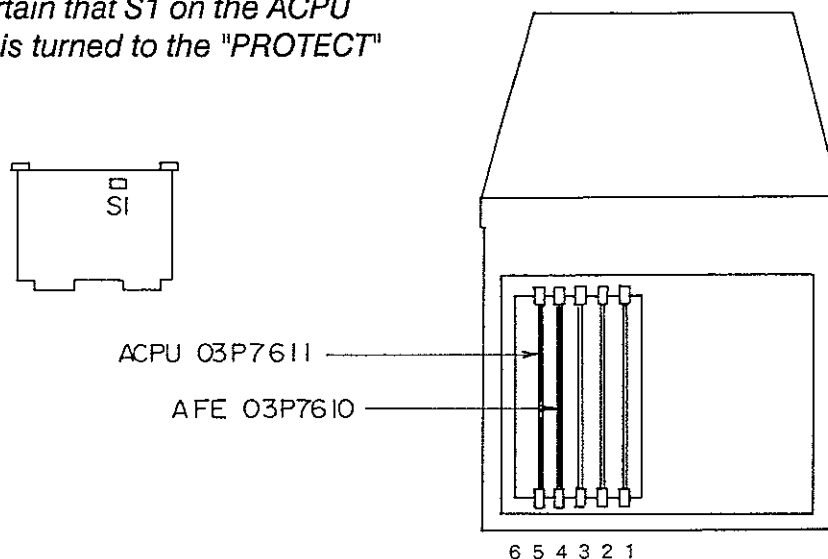 rtain that S1 on the ACPU
is turned to the "PROTECT"
S1
ACPU 03P7611
AFE 03P7610
6 5 4 3 2 1